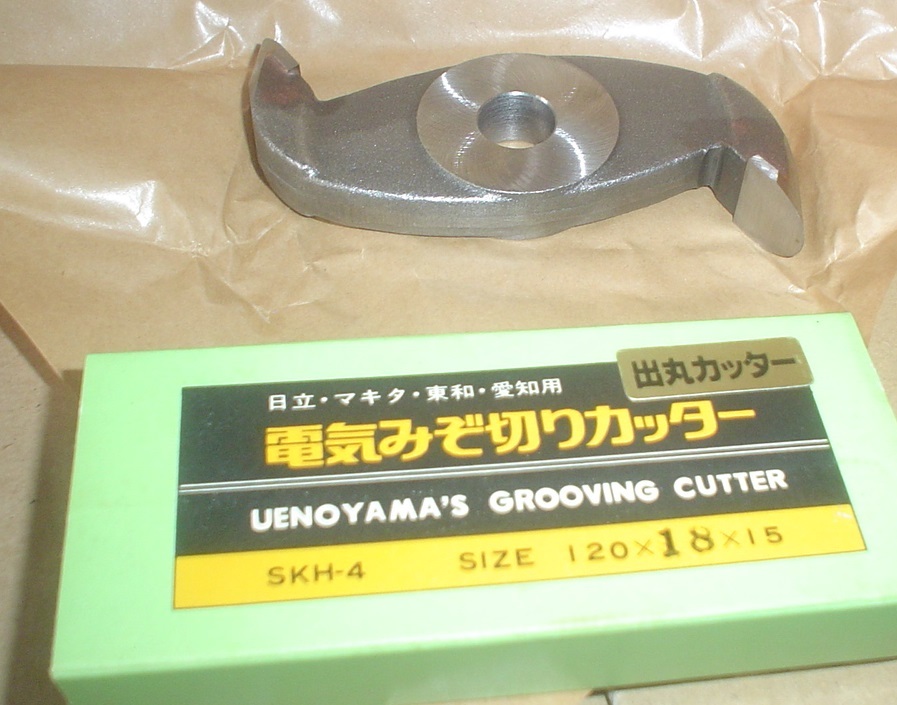 出丸カッター
日立・マキタ・東和・愛知用
電気みぞ切りカッター
UENOYAMA'S GROOVING CUTTER
SKH-4 SIZE 120×18×15